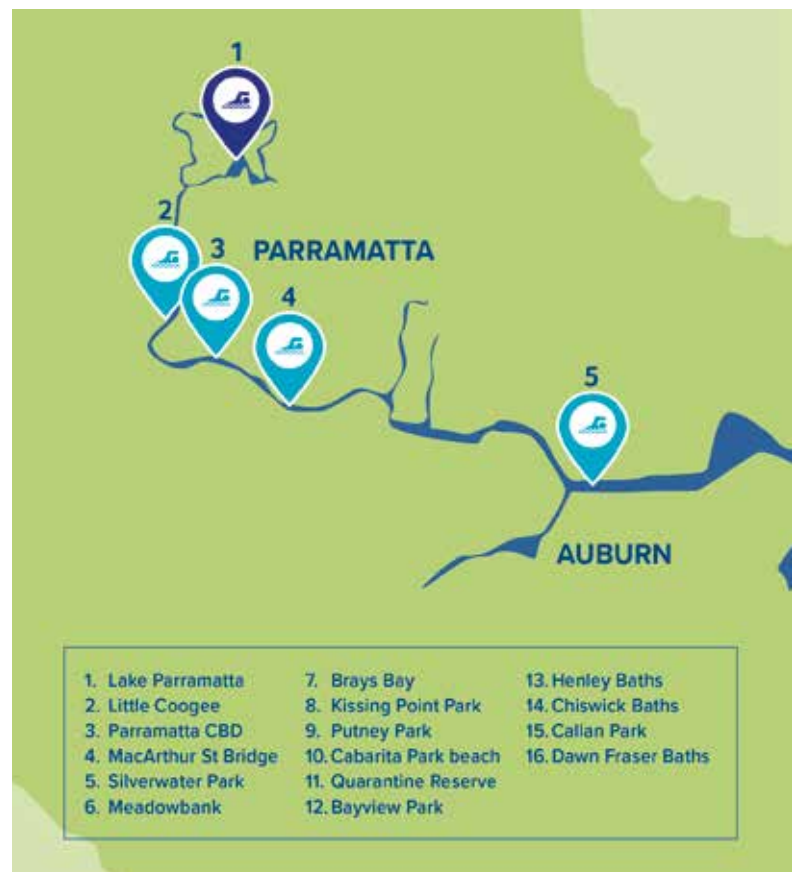 1
2
3 PARRAMATTA
4
5
AUBURN
1. Lake Parramatta
2. Little Coogee
3. Parramatta CBD
4. MacArthur St Bridge
5. Silverwater Park
6. Meadowbank
7. Brays Bay
8. Kissing Point Park
9. Putney Park
10. Cabarita Park beach
11. Quarantine Reserve
12. Bayview Park
13. Henley Baths
14. Chiswick Baths
15. Callan Park
16. Dawn Fraser Baths